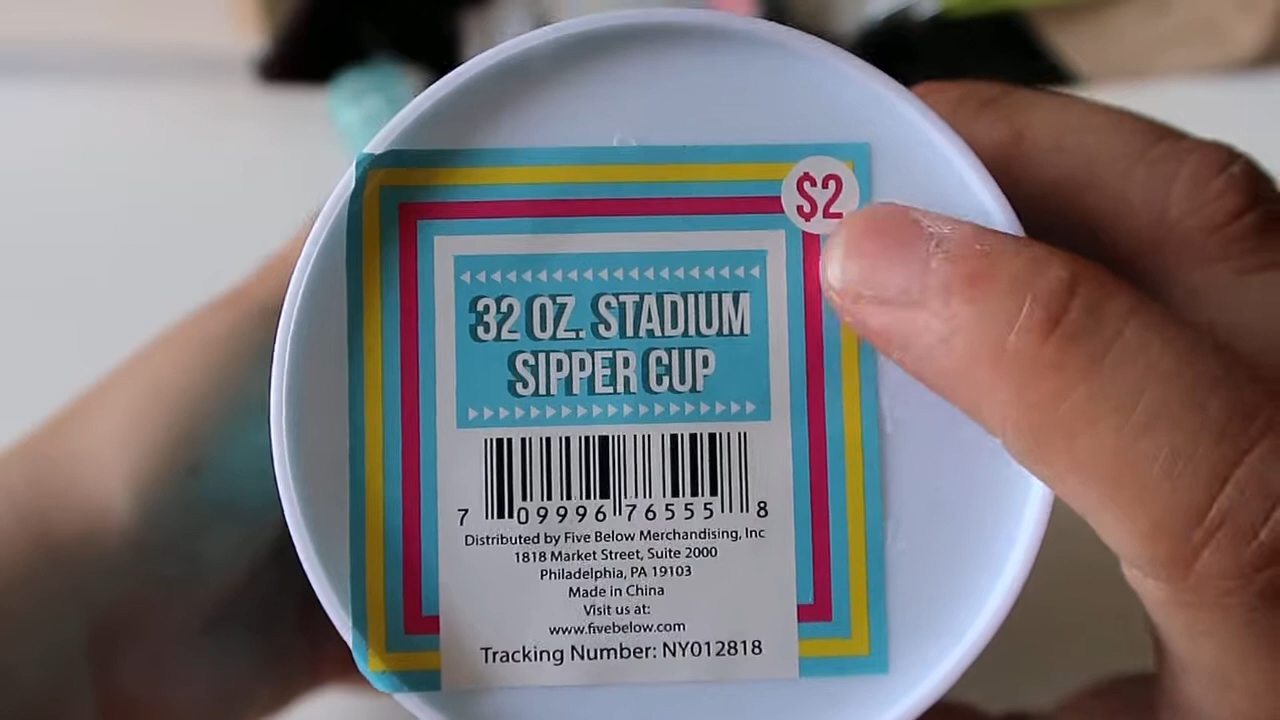 $2
32 OZ. STADIUM
SIPPER CUP
7 09996 76555 8
Distributed by Five Below Merchandising, Inc
1818 Market Street, Suite 2000
Philadelphia, PA 19103
Made in China
Visit us at:
www.fivebelow.com
Tracking Number: NY012818